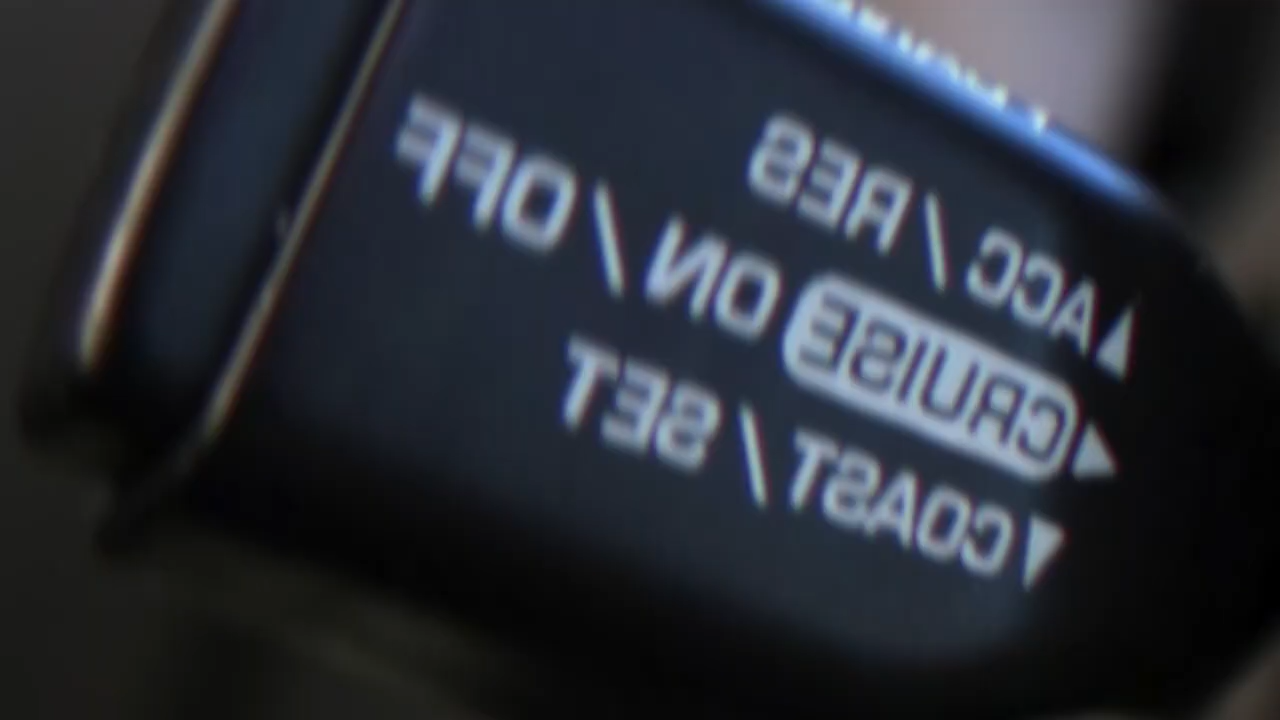 ▲ ACC / RES
▶ CRUISE ON / OFF
▼ COAST / SET